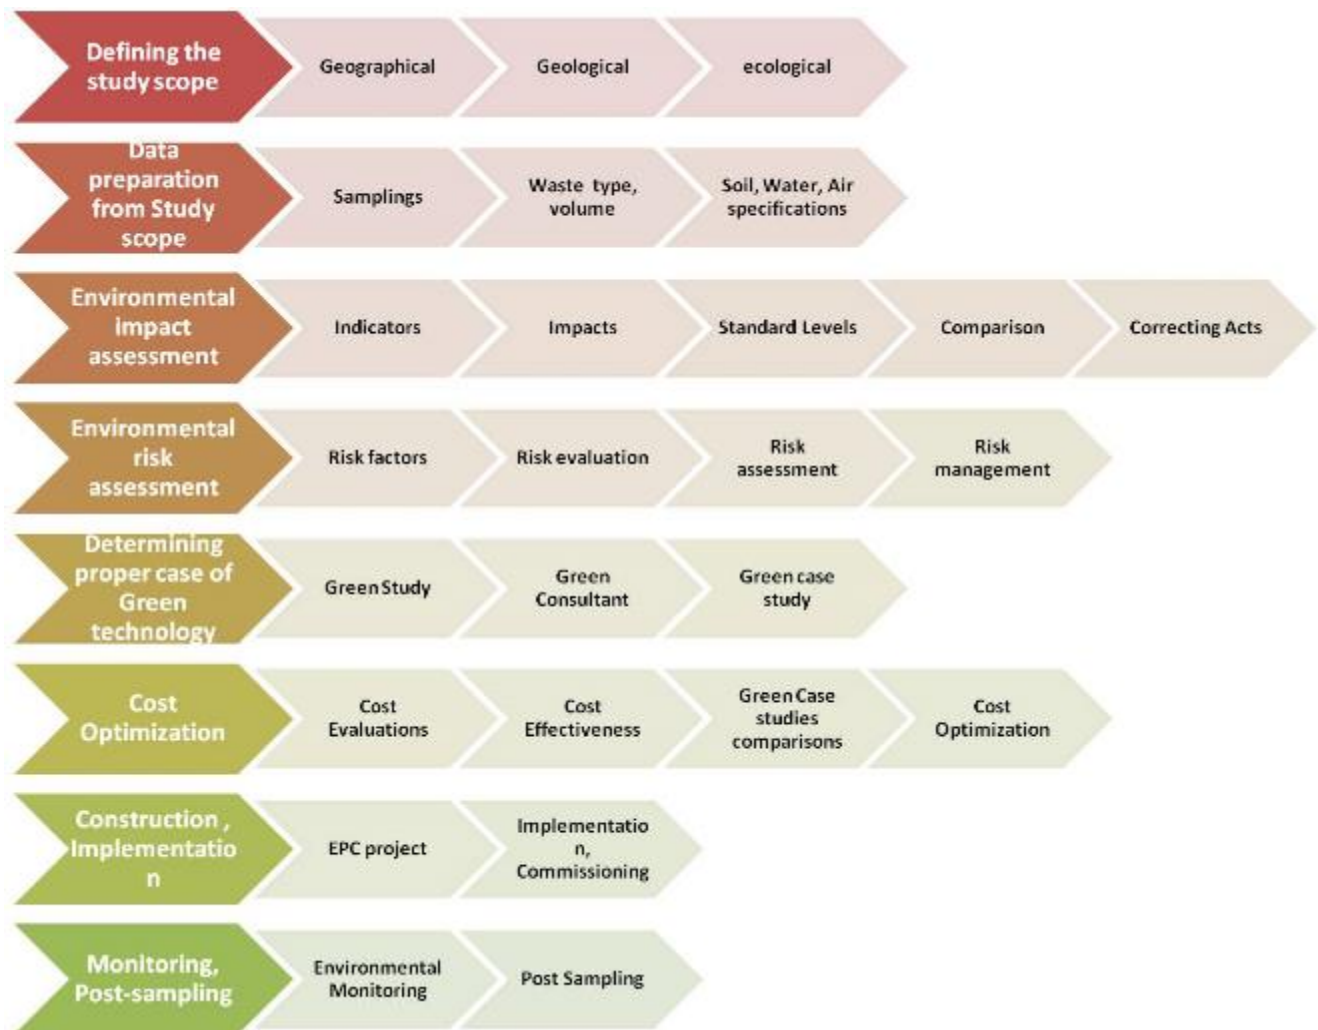 Defining the
study scope
Geographical
Geological
ecological
Data
preparation
from Study
scope
Samplings
Waste type,
volume
Soil, Water, Air
specifications
Environmental
impact
assessment
Indicators
Impacts
Standard Levels
Comparison
Correcting Acts
Environmental
risk
assessment
Risk factors
Risk evaluation
Risk
assessment
Risk
management
Determining
proper case of
Green
technology
Green Study
Green
Consultant
Green case
study
Cost
Optimization
Cost
Evaluations
Cost
Effectiveness
Green Case
studies
comparisons
Cost
Optimization
Construction ,
Implementatio
n
EPC project
Implementatio
n,
Commissioning
Monitoring,
Post-sampling
Environmental
Monitoring
Post Sampling